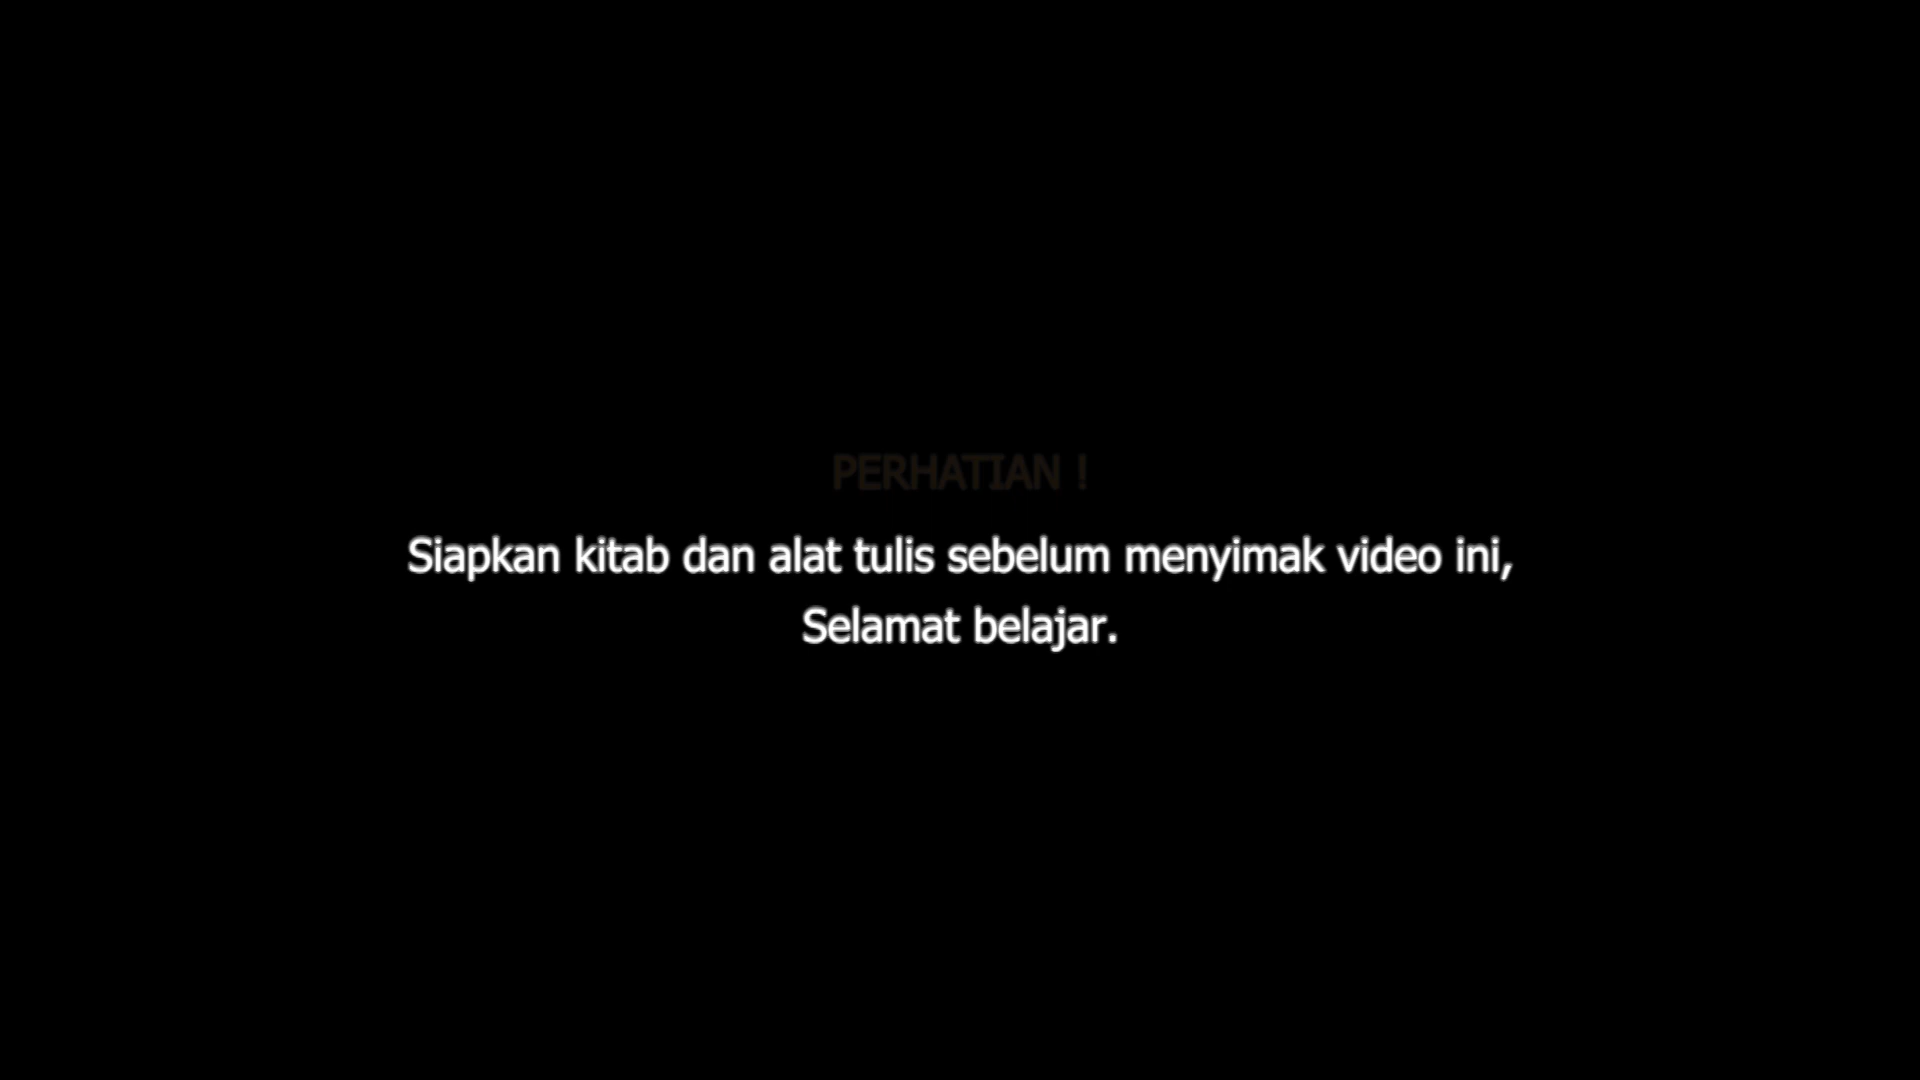 PERHATIAN !
Siapkan kitab dan alat tulis sebelum menyimak video ini,
Selamat belajar.